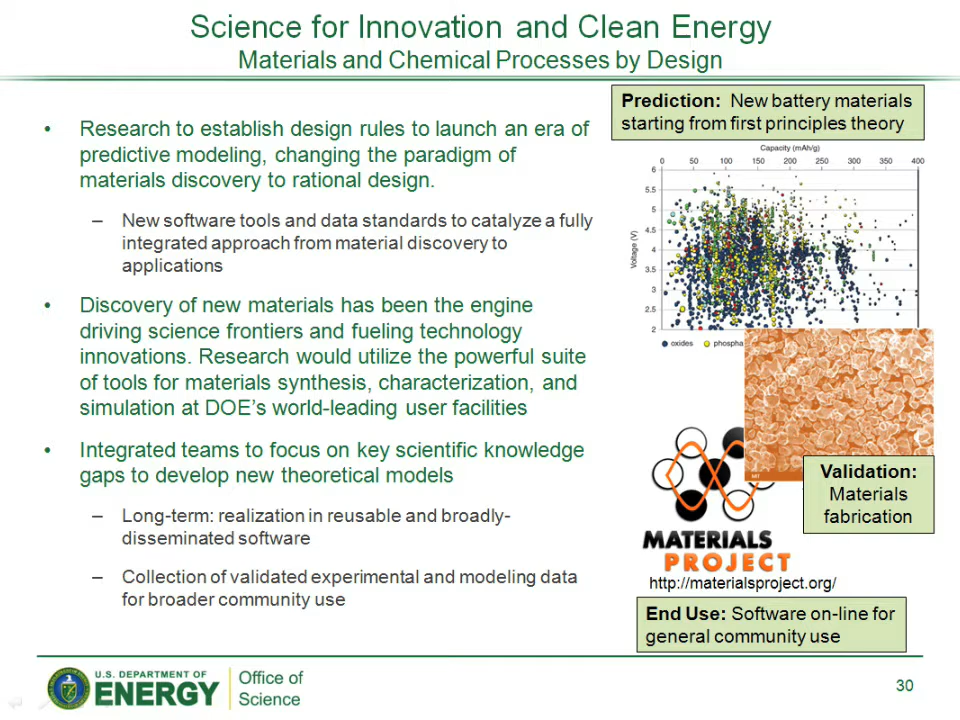 Science for Innovation and Clean Energy
Materials and Chemical Processes by Design
• Research to establish design rules to launch an era of
predictive modeling, changing the paradigm of
materials discovery to rational design.
– New software tools and data standards to catalyze a fully
integrated approach from material discovery to
applications
• Discovery of new materials has been the engine
driving science frontiers and fueling technology
innovations. Research would utilize the powerful suite
of tools for materials synthesis, characterization, and
simulation at DOE's world-leading user facilities
• Integrated teams to focus on key scientific knowledge
gaps to develop new theoretical models
– Long-term: realization in reusable and broadly-
disseminated software
– Collection of validated experimental and modeling data
for broader community use
Prediction: New battery materials
starting from first principles theory
Capacity (mAh/g)
0 50 100 150 200 250 300 350 400
6
5.5
5
4.5
4
3.5
3
2.5
2
Voltage (V)
oxides phospha
MIT
Validation:
Materials
fabrication
MATERIALS
PROJECT
http://materialsproject.org/
End Use: Software on-line for
general community use
U.S. DEPARTMENT OF
ENERGY
Office of
Science
30